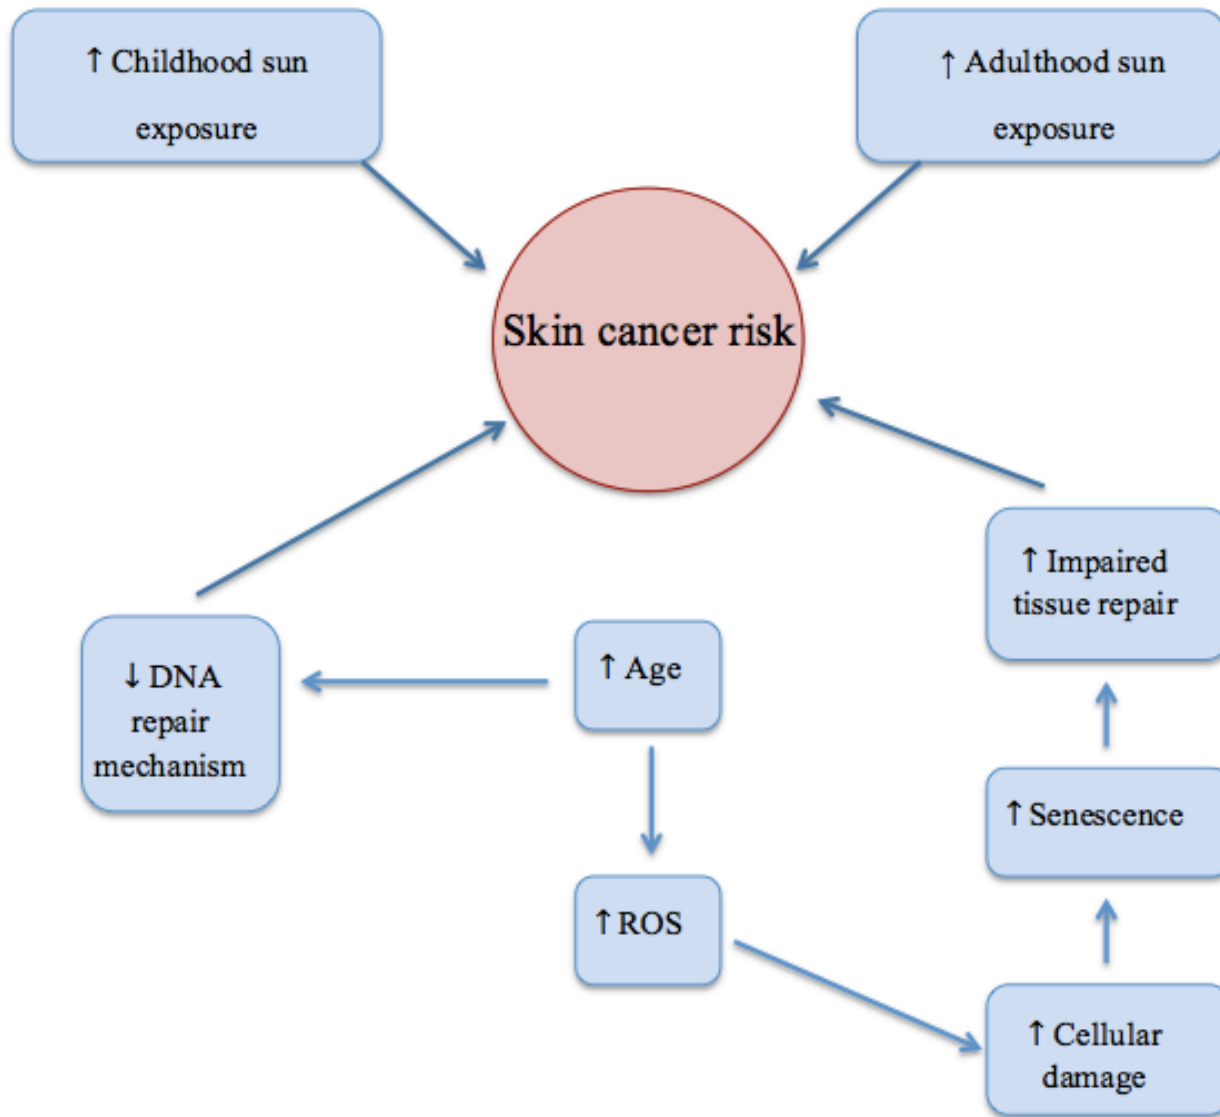 ↑ Childhood sun
exposure
↑ Adulthood sun
exposure
Skin cancer risk
↑ Impaired
tissue repair
↓ DNA
repair
mechanism
↑ Age
↑ Senescence
↑ ROS
↑ Cellular
damage